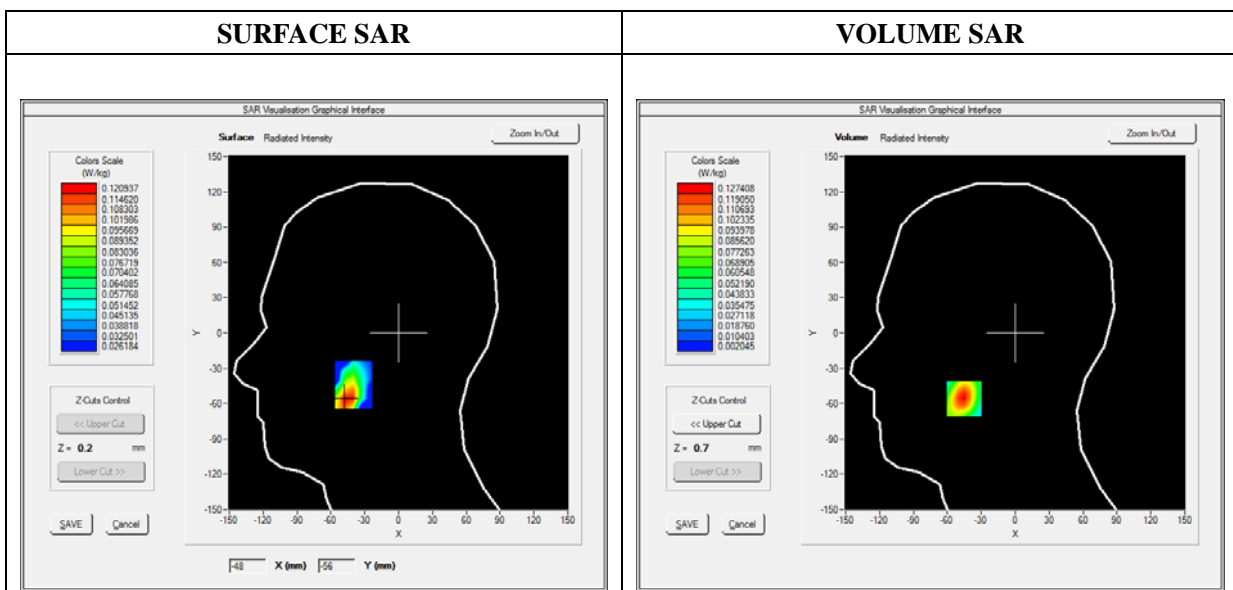 SURFACE SAR
SAR Visualisation Graphical Interface
Surface Radiated Intensity
Zoom In/Out
Colors Scale
(W/kg)
0.120937
0.114620
0.108303
0.101986
0.095669
0.089352
0.083036
0.076719
0.070402
0.064085
0.057768
0.051452
0.045135
0.038818
0.032501
0.026184
Z-Cuts Control
<< Upper Cut
Z = 0.2 mm
Lower Cut >>
SAVE Cancel
150
120
90
60
30
Y 0
-30
-60
-90
-120
-150
-150 -120 -90 -60 -30 0 30 60 90 120 150
X
-48 X (mm) -56 Y (mm)
VOLUME SAR
SAR Visualisation Graphical Interface
Volume Radiated Intensity
Zoom In/Out
Colors Scale
(W/kg)
0.127408
0.119050
0.110693
0.102335
0.093978
0.085620
0.077263
0.068905
0.060548
0.052190
0.043833
0.035475
0.027118
0.018760
0.010403
0.002045
Z-Cuts Control
<< Upper Cut
Z = 0.7 mm
Lower Cut >>
SAVE Cancel
150
120
90
60
30
Y 0
-30
-60
-90
-120
-150
-150 -120 -90 -60 -30 0 30 60 90 120 150
X